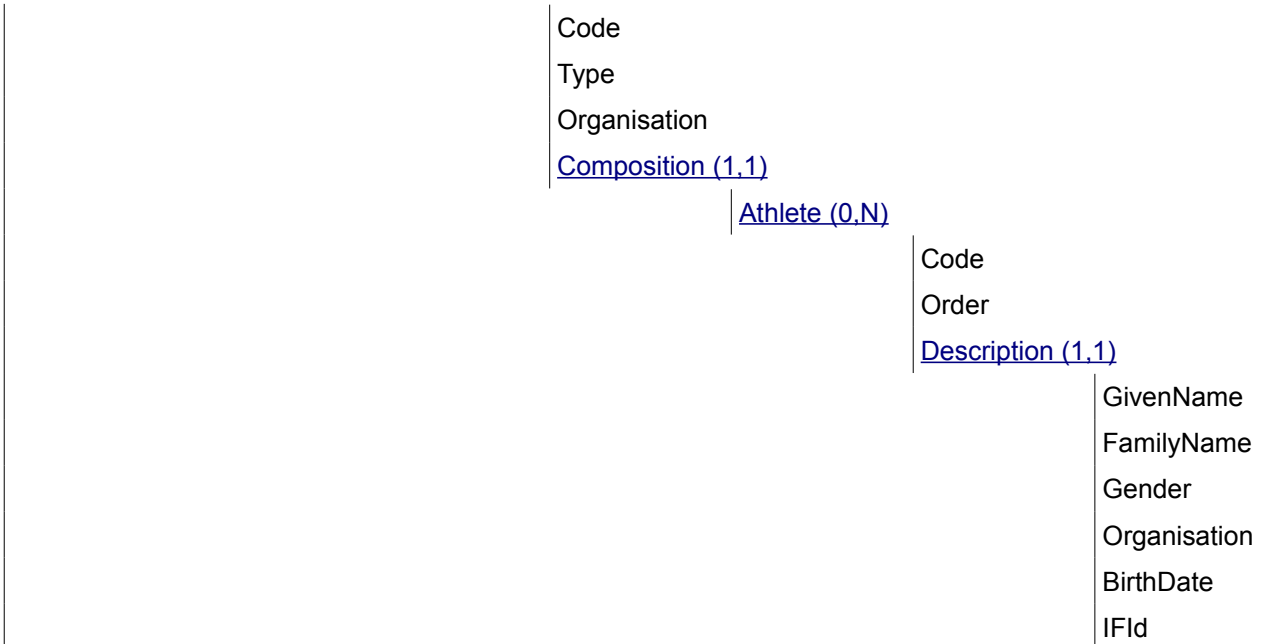 Code
Type
Organisation
Composition (1,1)
Athlete (0,N)
Code
Order
Description (1,1)
GivenName
FamilyName
Gender
Organisation
BirthDate
IFId